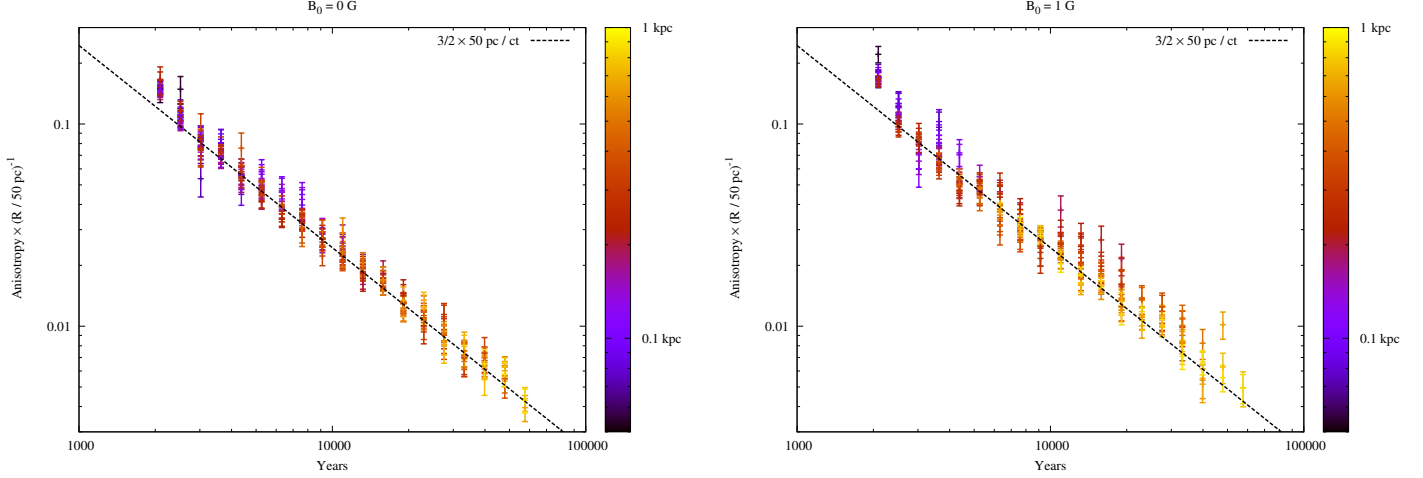 B₀ = 0 G
3/2 × 50 pc / ct
1 kpc
0.1 kpc
0.1
0.01
Anisotropy × (R / 50 pc)⁻¹
1000
10000
100000
Years
B₀ = 1 G
3/2 × 50 pc / ct
1 kpc
0.1 kpc
0.1
0.01
Anisotropy × (R / 50 pc)⁻¹
1000
10000
100000
Years